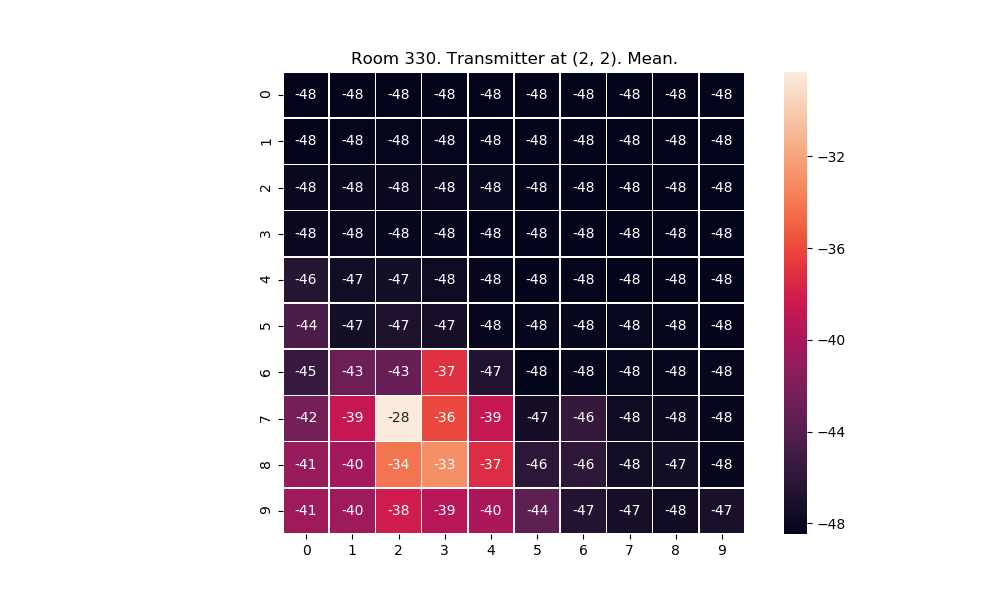 Room 330. Transmitter at (2, 2). Mean.
0 -48 -48 -48 -48 -48 -48 -48 -48 -48 -48
1 -48 -48 -48 -48 -48 -48 -48 -48 -48 -48
−32
2 -48 -48 -48 -48 -48 -48 -48 -48 -48 -48
3 -48 -48 -48 -48 -48 -48 -48 -48 -48 -48
−36
4 -46 -47 -47 -48 -48 -48 -48 -48 -48 -48
5 -44 -47 -47 -47 -48 -48 -48 -48 -48 -48
−40
6 -45 -43 -43 -37 -47 -48 -48 -48 -48 -48
7 -42 -39 -28 -36 -39 -47 -46 -48 -48 -48
−44
8 -41 -40 -34 -33 -37 -46 -46 -48 -47 -48
9 -41 -40 -38 -39 -40 -44 -47 -47 -48 -47
−48
0 1 2 3 4 5 6 7 8 9